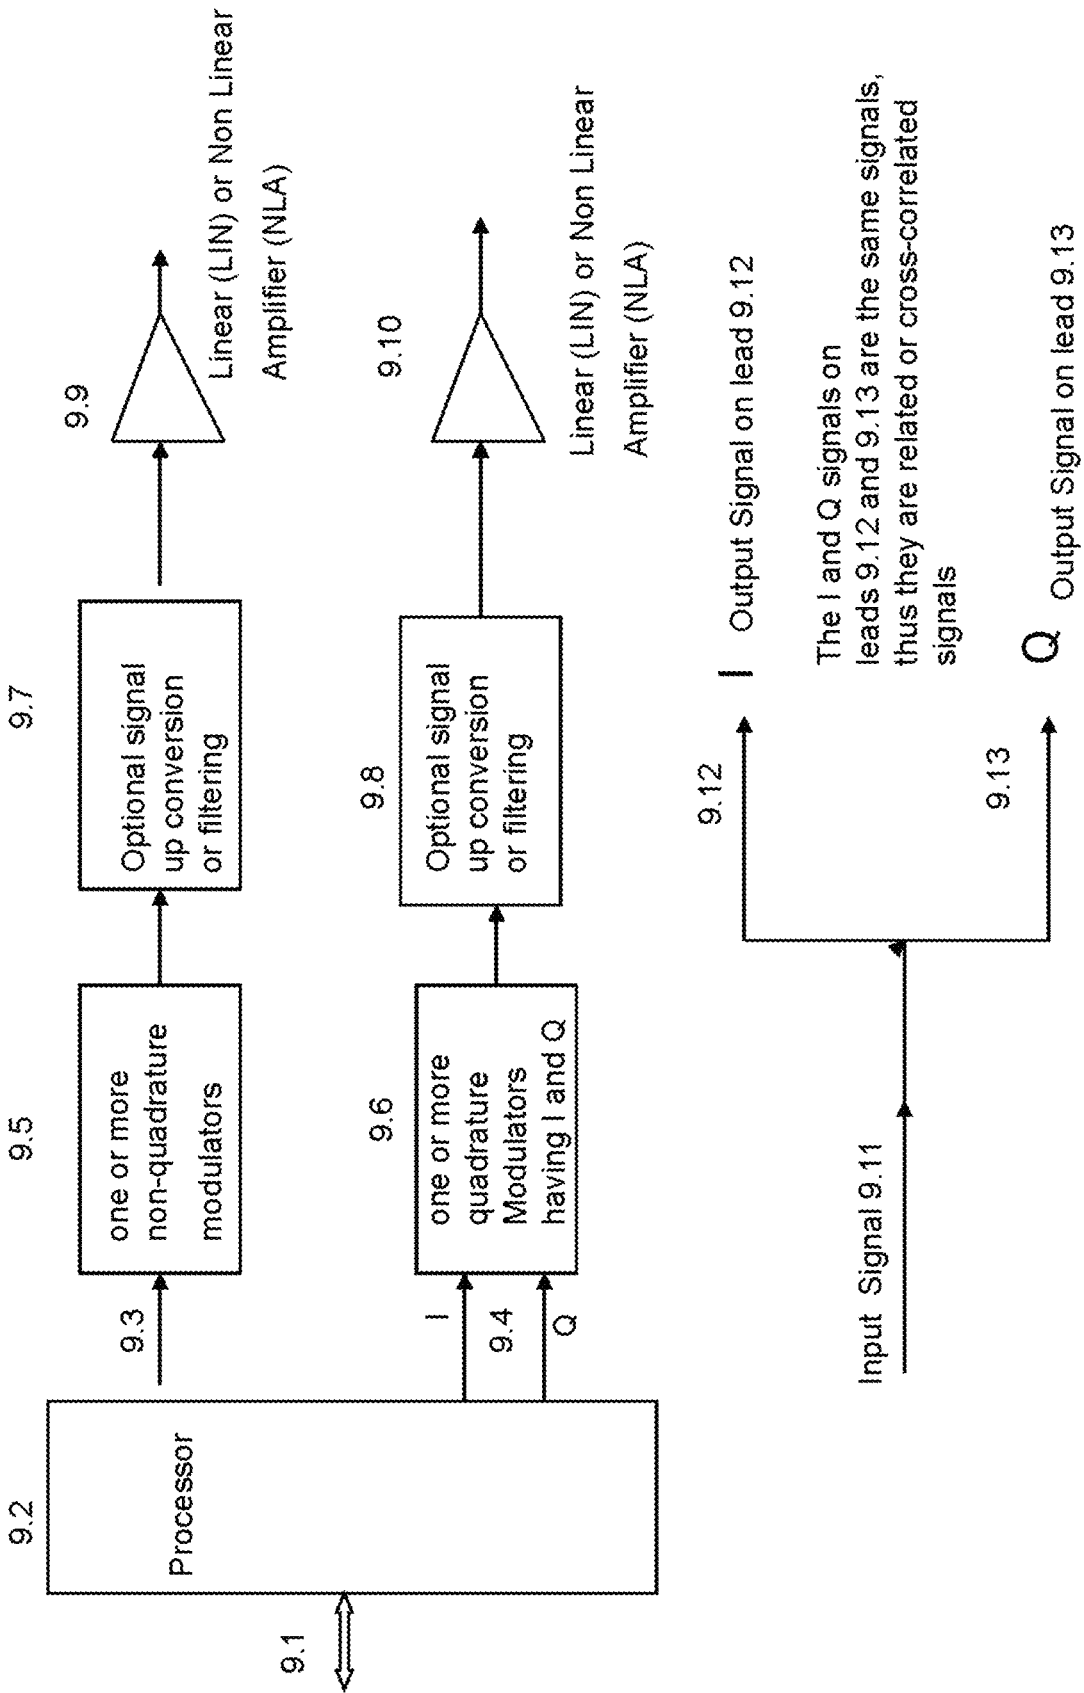 9.1
9.2
Processor
9.3
9.5
one or more
non-quadrature
modulators
9.7
Optional signal
up conversion
or filtering
9.9
Linear (LIN) or Non Linear
Amplifier (NLA)
I
9.4
Q
9.6
one or more
quadrature
Modulators
having I and Q
9.8
Optional signal
up conversion
or filtering
9.10
Linear (LIN) or Non Linear
Amplifier (NLA)
Input Signal 9.11
9.12
I Output Signal on lead 9.12
The I and Q signals on
leads 9.12 and 9.13 are the same signals,
thus they are related or cross-correlated
signals
9.13
Q Output Signal on lead 9.13